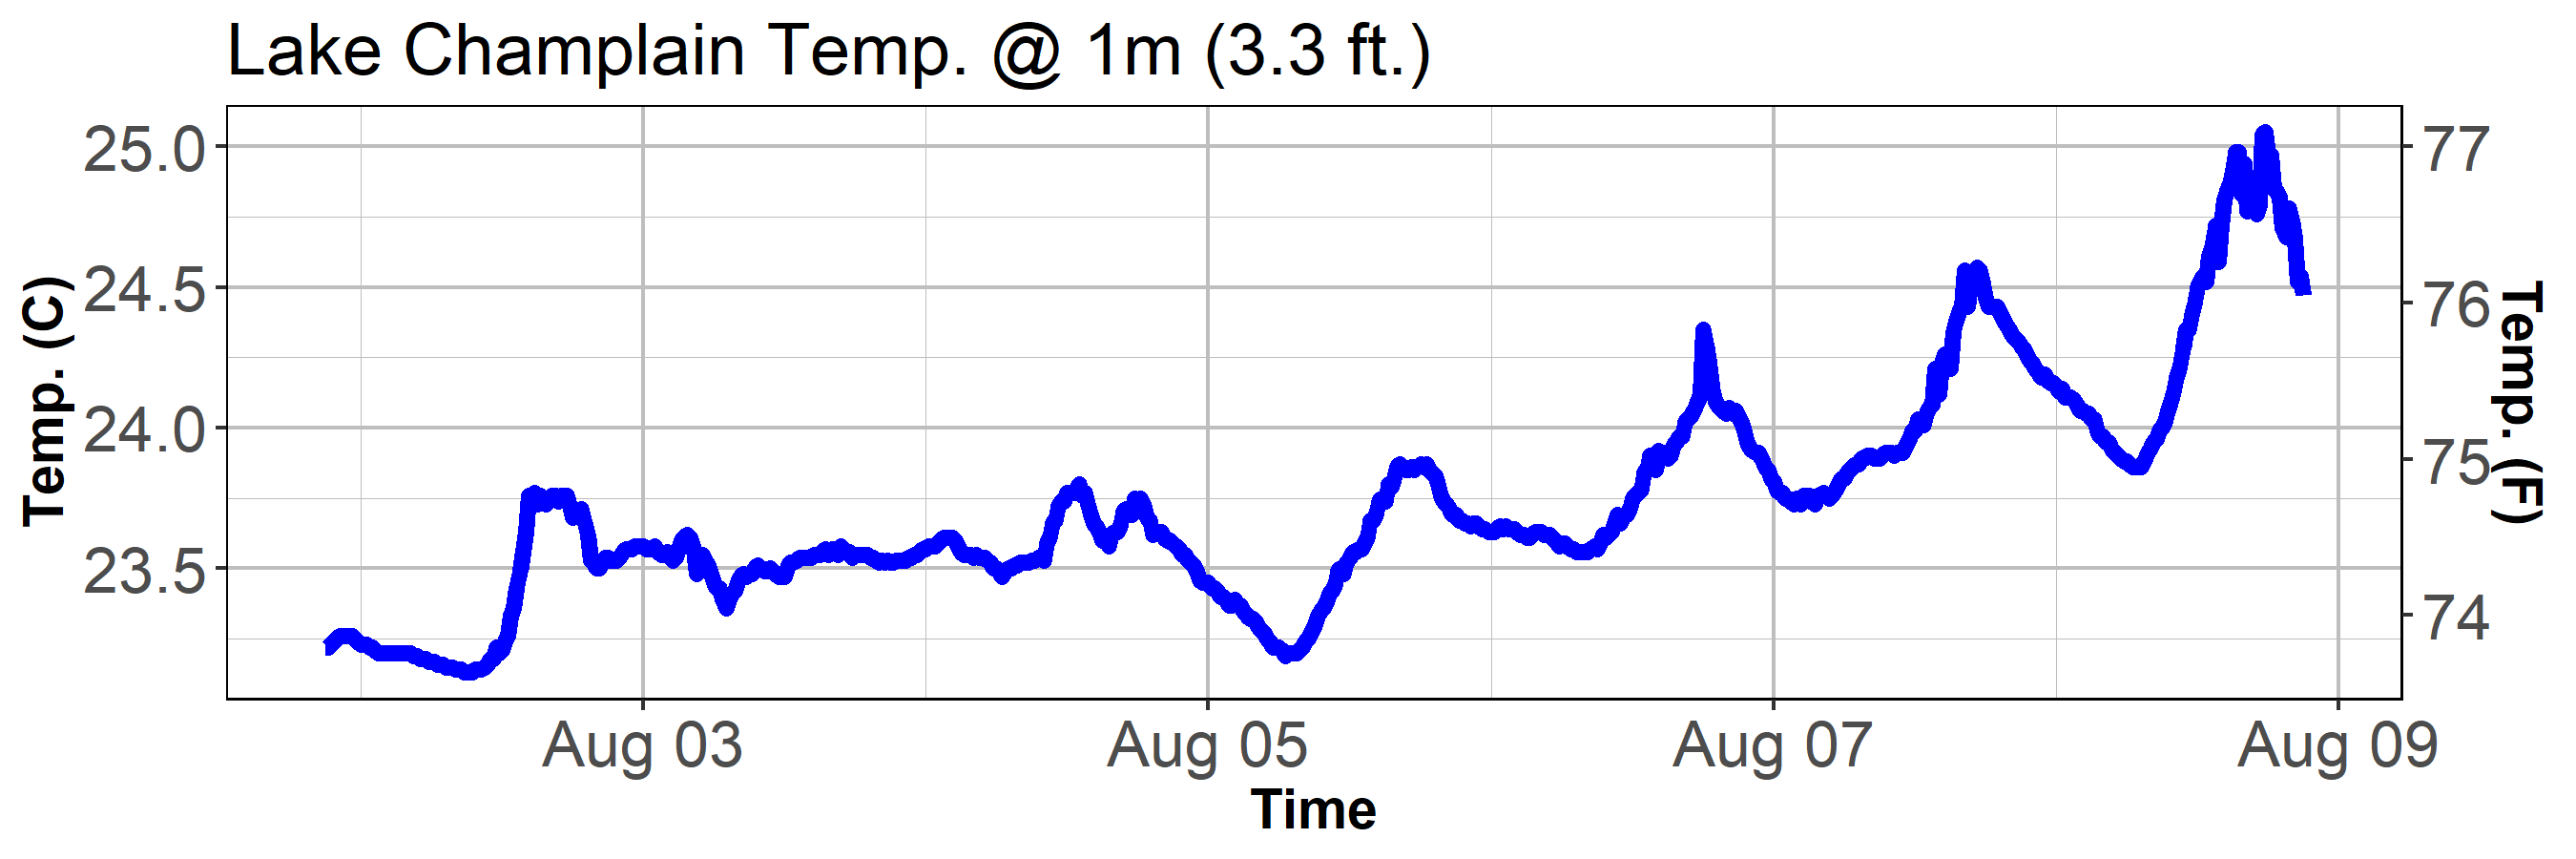 Lake Champlain Temp. @ 1m (3.3 ft.)
Temp. (C)
25.0
24.5
24.0
23.5
77
76
75
74
Temp. (F)
Aug 03 Aug 05 Aug 07 Aug 09
Time